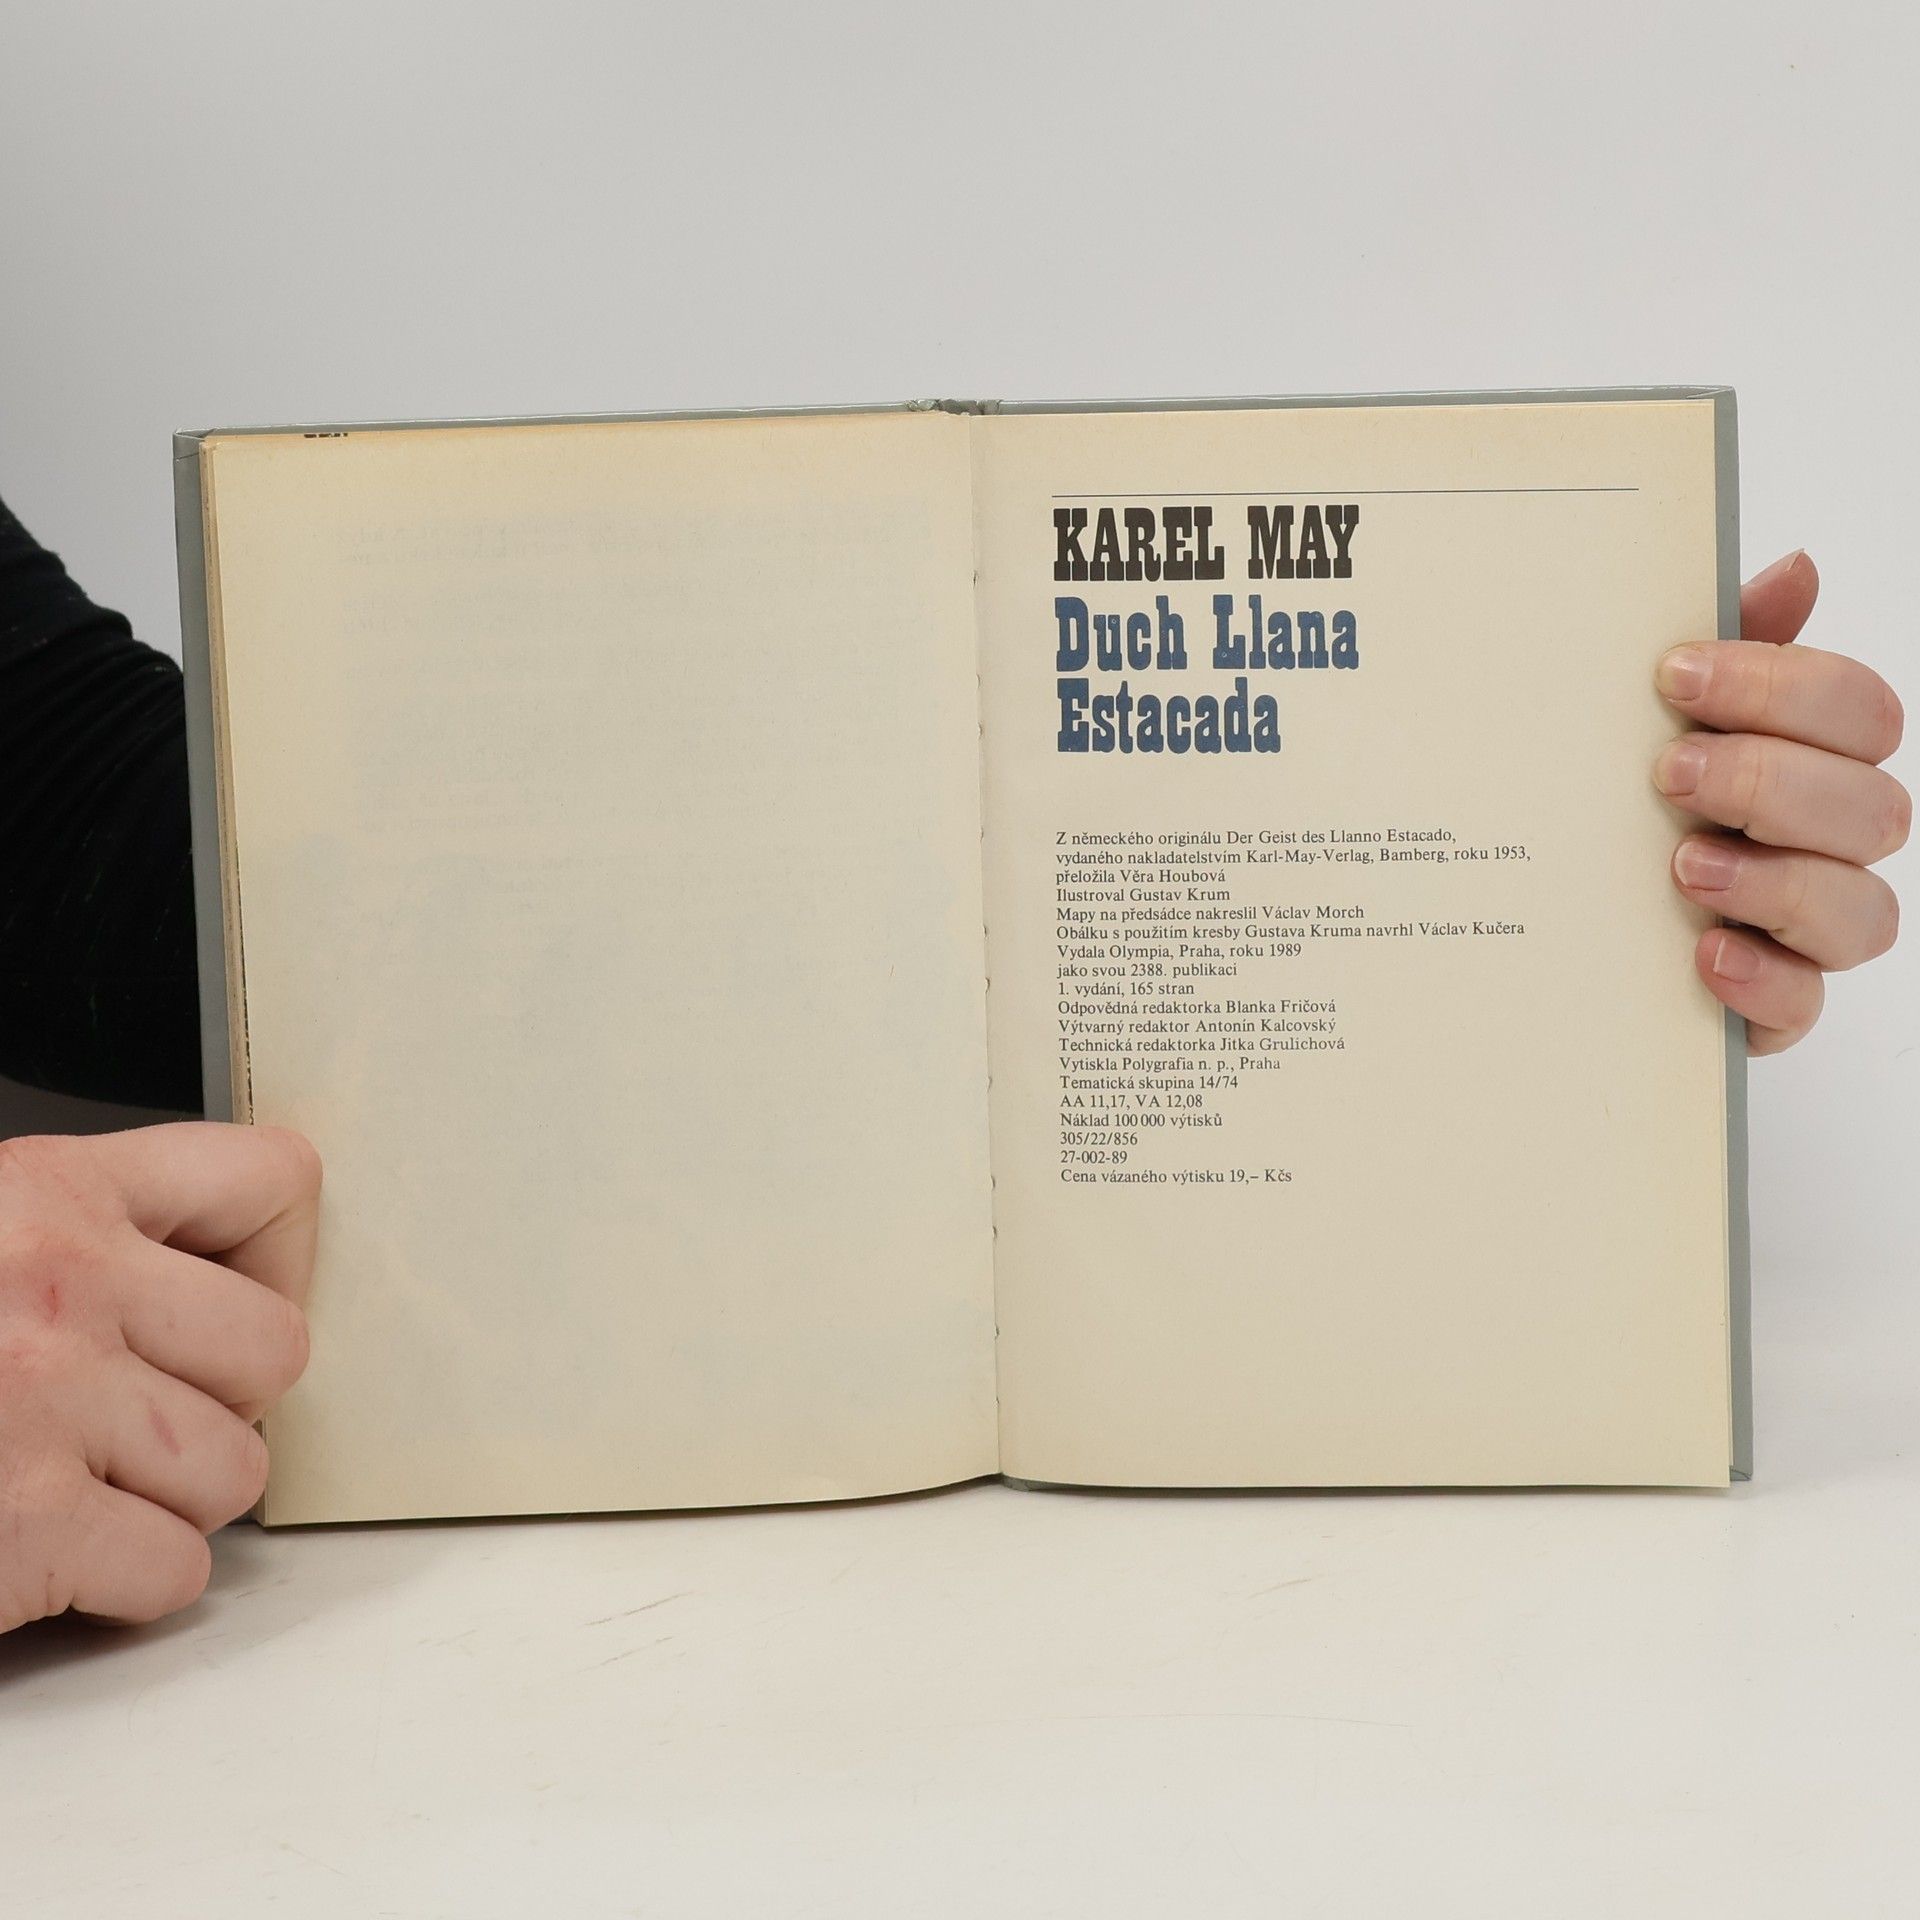 KAREL MAY
Duch Llana
Estacada
Z německého originálu Der Geist des Llanno Estacado,
vydaného nakladatelstvím Karl-May-Verlag, Bamberg, roku 1953,
přeložila Věra Houbová
Ilustroval Gustav Krum
Mapy na předsádce nakreslil Václav Morch
Obálku s použitím kresby Gustava Kruma navrhl Václav Kučera
Vydala Olympia, Praha, roku 1989
jako svou 2388. publikaci
1. vydání, 165 stran
Odpovědná redaktorka Blanka Fričová
Výtvarný redaktor Antonín Kalcovský
Technická redaktorka Jitka Grulichová
Vytiskla Polygrafia n. p., Praha
Tematická skupina 14/74
AA 11,17, VA 12,08
Náklad 100 000 výtisků
305/22/856
27-002-89
Cena vázaného výtisku 19,– Kčs